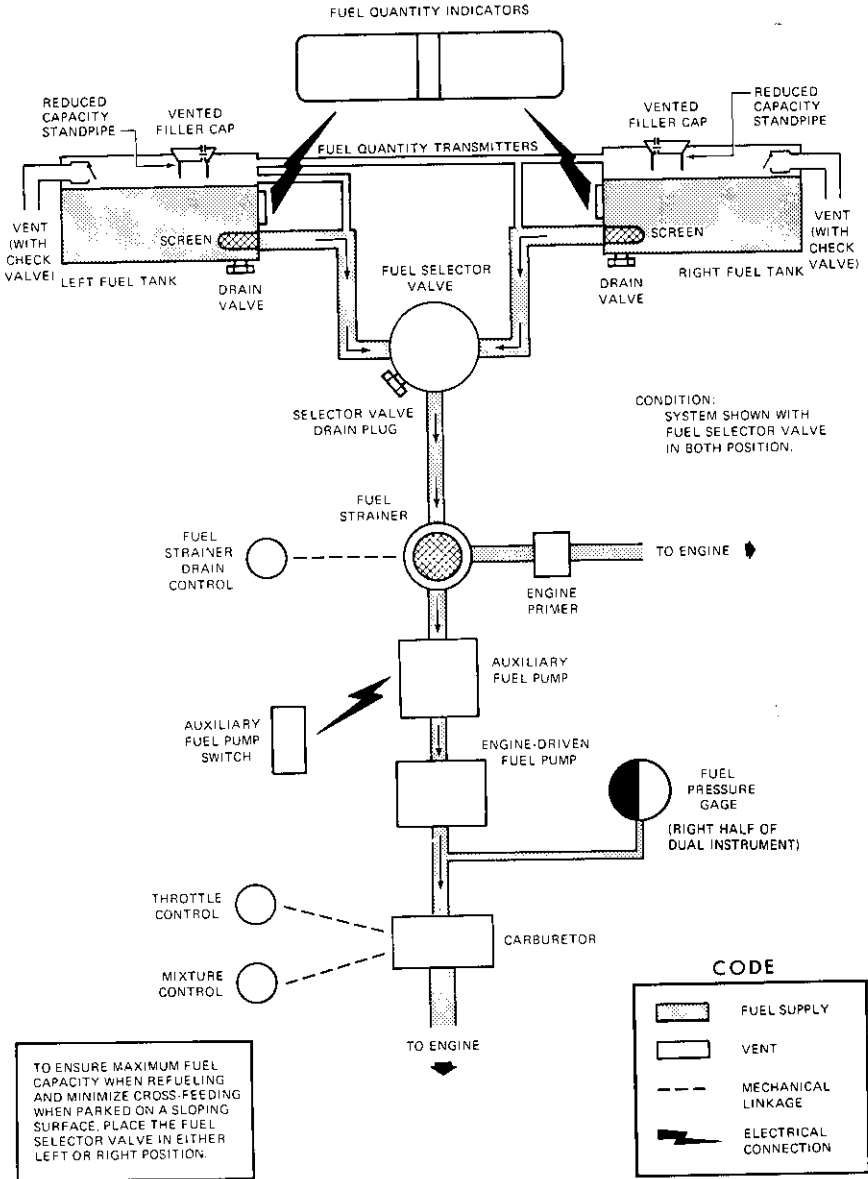 FUEL QUANTITY INDICATORS
REDUCED
CAPACITY
STANDPIPE
VENTED
FILLER CAP
FUEL QUANTITY TRANSMITTERS
VENTED
FILLER CAP
REDUCED
CAPACITY
STANDPIPE
VENT
(WITH
CHECK
VALVE)
SCREEN
LEFT FUEL TANK
DRAIN
VALVE
FUEL SELECTOR
VALVE
SCREEN
DRAIN
VALVE
RIGHT FUEL TANK
VENT
(WITH
CHECK
VALVE)
SELECTOR VALVE
DRAIN PLUG
CONDITION:
SYSTEM SHOWN WITH
FUEL SELECTOR VALVE
IN BOTH POSITION.
FUEL
STRAINER
FUEL
STRAINER
DRAIN
CONTROL
TO ENGINE
ENGINE
PRIMER
AUXILIARY
FUEL PUMP
AUXILIARY
FUEL PUMP
SWITCH
ENGINE-DRIVEN
FUEL PUMP
FUEL
PRESSURE
GAGE
(RIGHT HALF OF
DUAL INSTRUMENT)
THROTTLE
CONTROL
CARBURETOR
MIXTURE
CONTROL
TO ENGINE
CODE
FUEL SUPPLY
VENT
MECHANICAL
LINKAGE
ELECTRICAL
CONNECTION
TO ENSURE MAXIMUM FUEL
CAPACITY WHEN REFUELING
AND MINIMIZE CROSS-FEEDING
WHEN PARKED ON A SLOPING
SURFACE, PLACE THE FUEL
SELECTOR VALVE IN EITHER
LEFT OR RIGHT POSITION.